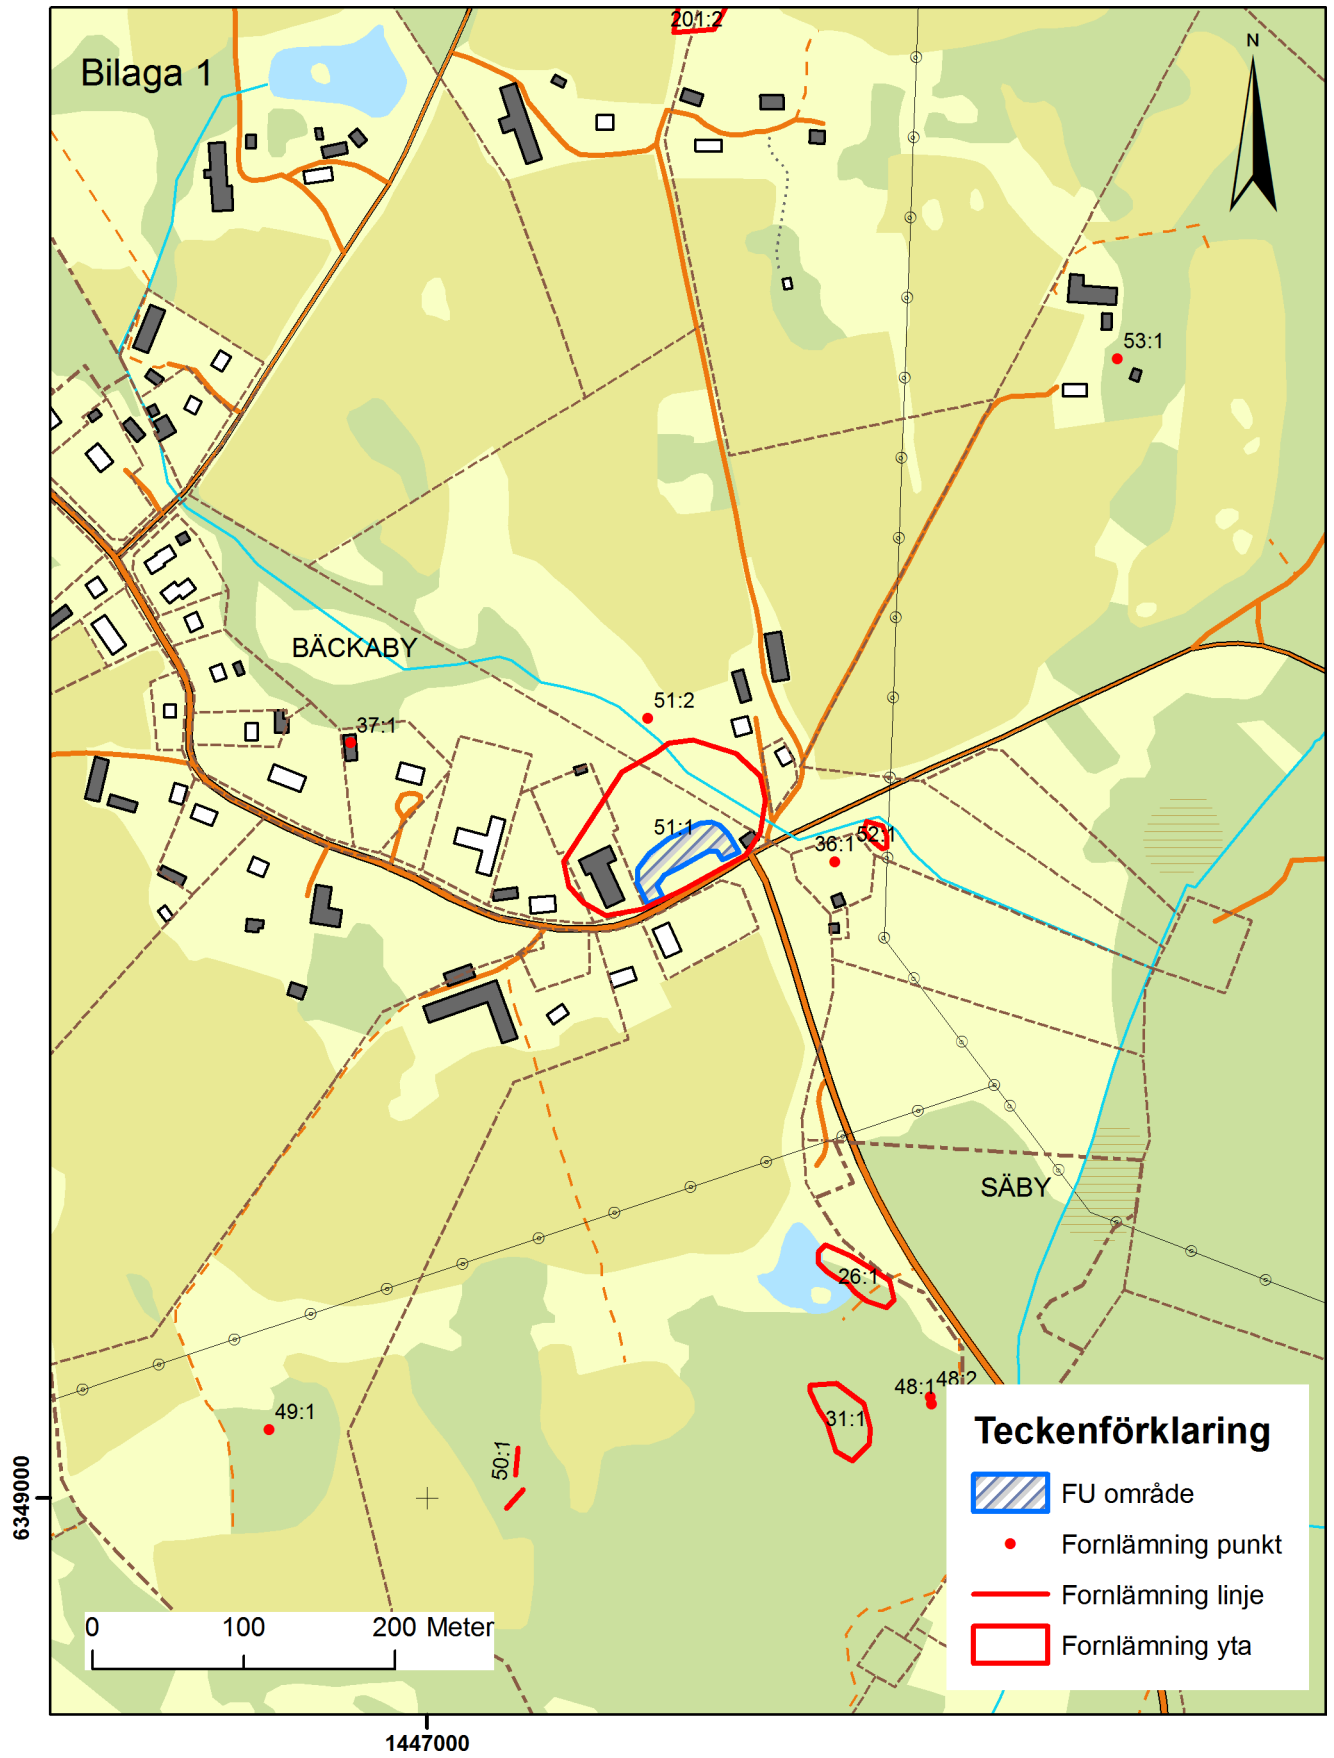 201:2
Bilaga 1
N
53:1
BÄCKABY
51:2
37:1
51:1
36:1
52:1
SÄBY
26:1
48:1
48:2
49:1
31:1
50:1
Teckenförklaring
FU område
Fornlämning punkt
Fornlämning linje
Fornlämning yta
0 100 200 Meter
6349000
1447000